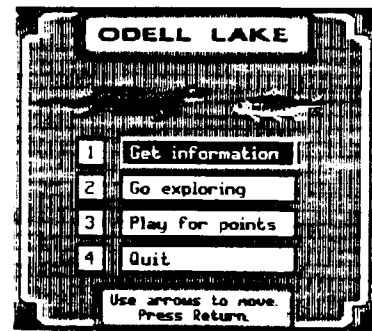 ODELL LAKE
1 Get information
2 Go exploring
3 Play for points
4 Quit
Use arrows to move.
Press Return.